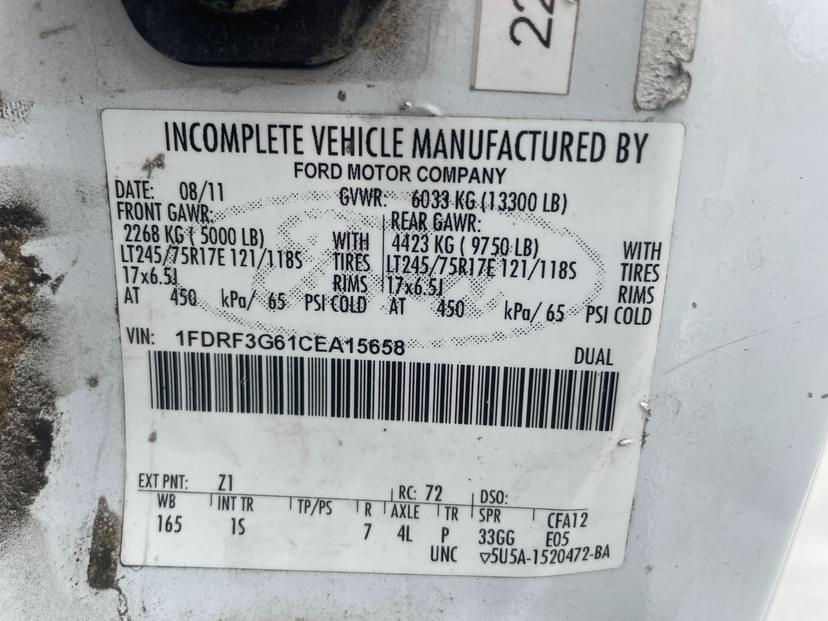 22
INCOMPLETE VEHICLE MANUFACTURED BY
FORD MOTOR COMPANY
DATE: 08/11 GVWR: 6033 KG (13300 LB)
FRONT GAWR: REAR GAWR:
2268 KG ( 5000 LB) WITH 4423 KG ( 9750 LB) WITH
LT245/75R17E 121/118S TIRES LT245/75R17E 121/118S TIRES
17x6.5J RIMS 17x6.5J RIMS
AT 450 kPa/ 65 PSI COLD AT 450 kPa/ 65 PSI COLD
VIN: 1FDRF3G61CEA15658 DUAL
EXT PNT: Z1 RC: 72 DSO:
WB INT TR TP/PS R AXLE TR SPR CFA12
165 1S 7 4L P 33GG E05
UNC ▽5U5A-1520472-BA